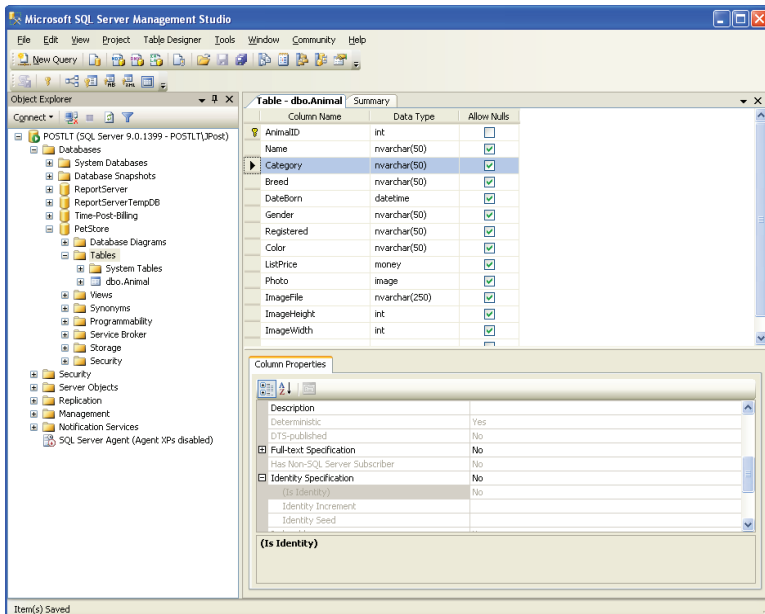 Microsoft SQL Server Management Studio
File Edit View Project Table Designer Tools Window Community Help
New Query
Object Explorer
Connect
POSTLT (SQL Server 9.0.1399 - POSTLT\JPost)
Databases
System Databases
Database Snapshots
ReportServer
ReportServerTempDB
Time-Post-Billing
PetStore
Database Diagrams
Tables
System Tables
dbo.Animal
Views
Synonyms
Programmability
Service Broker
Storage
Security
Security
Server Objects
Replication
Management
Notification Services
SQL Server Agent (Agent XPs disabled)
Table - dbo.Animal Summary
Column Name Data Type Allow Nulls
AnimalID int
Name nvarchar(50)
Category nvarchar(50)
Breed nvarchar(50)
DateBorn datetime
Gender nvarchar(50)
Registered nvarchar(50)
Color nvarchar(50)
ListPrice money
Photo image
ImageFile nvarchar(250)
ImageHeight int
ImageWidth int
Column Properties
Description
Deterministic Yes
DTS-published No
Full-text Specification No
Has Non-SQL Server Subscriber No
Identity Specification No
(Is Identity) No
Identity Increment
Identity Seed
(Is Identity)
Item(s) Saved